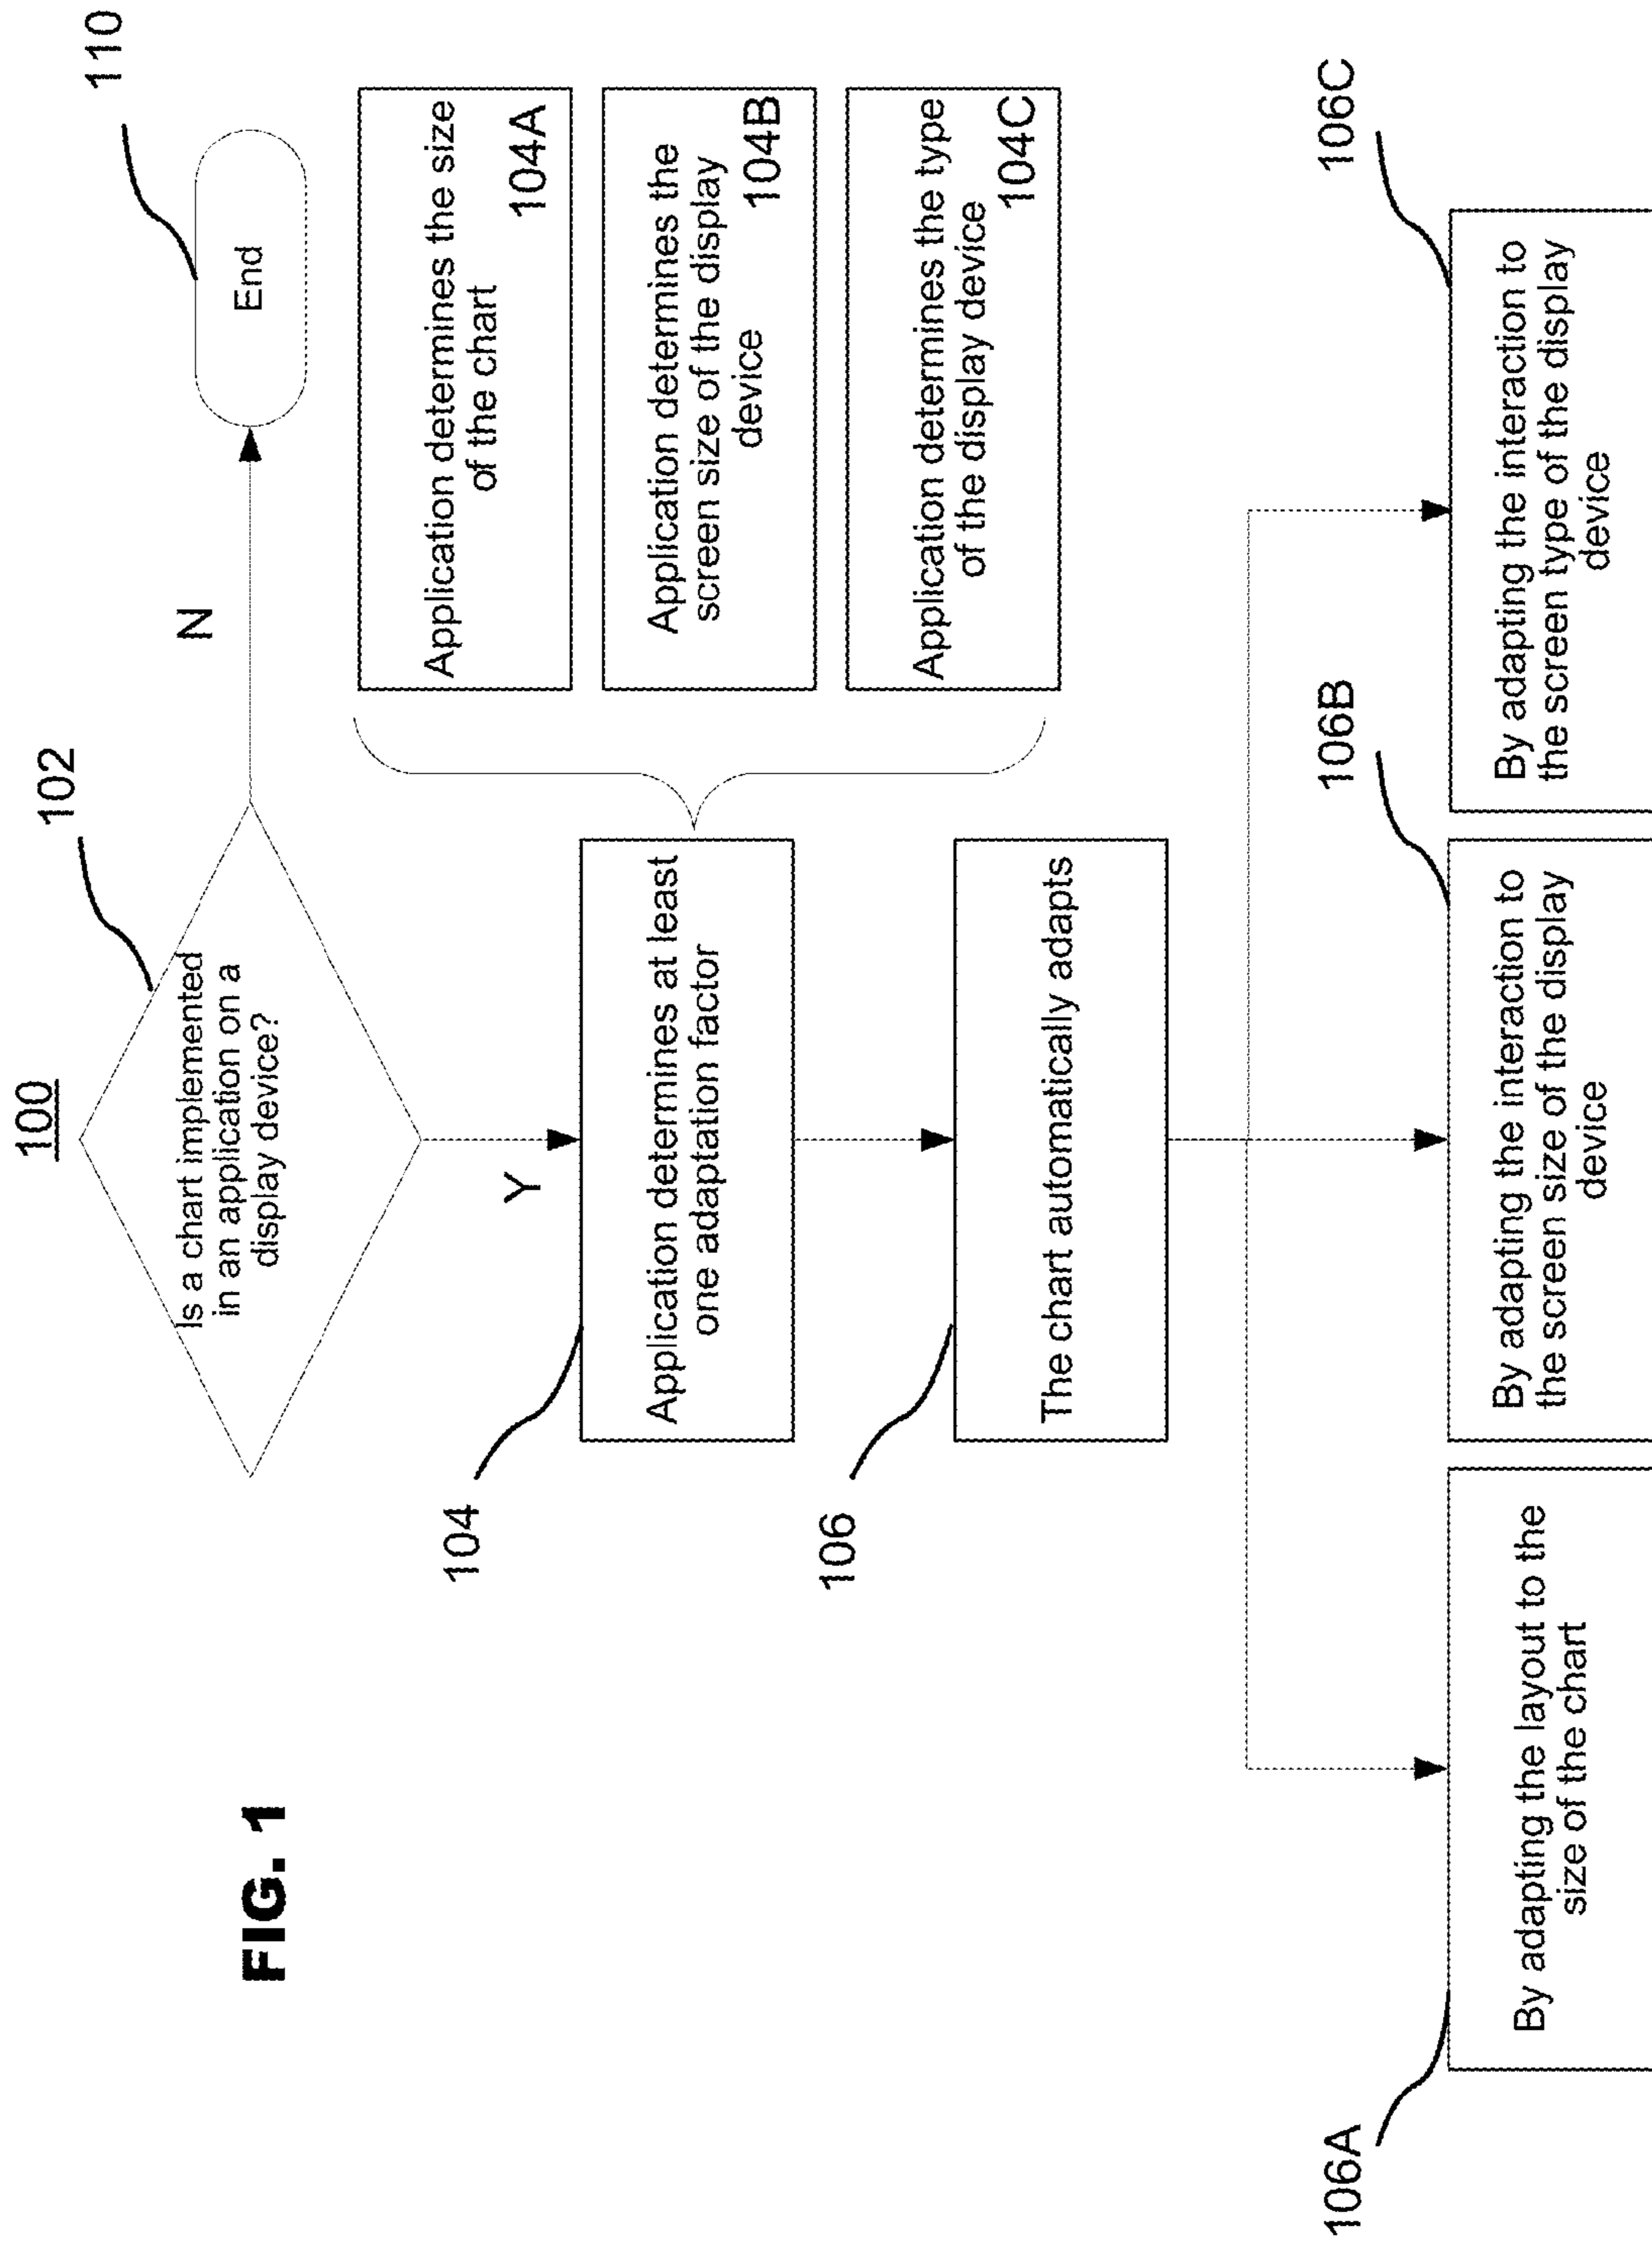 FIG. 1
100
102
Is a chart implemented
in an application on a
display device?
N
110
End
Y
104
Application determines at least
one adaptation factor
Application determines the size
of the chart
104A
Application determines the
screen size of the display
device
104B
Application determines the type
of the display device
104C
106
The chart automatically adapts
106A
By adapting the layout to the
size of the chart
106B
By adapting the interaction to
the screen size of the display
device
106C
By adapting the interaction to
the screen type of the display
device